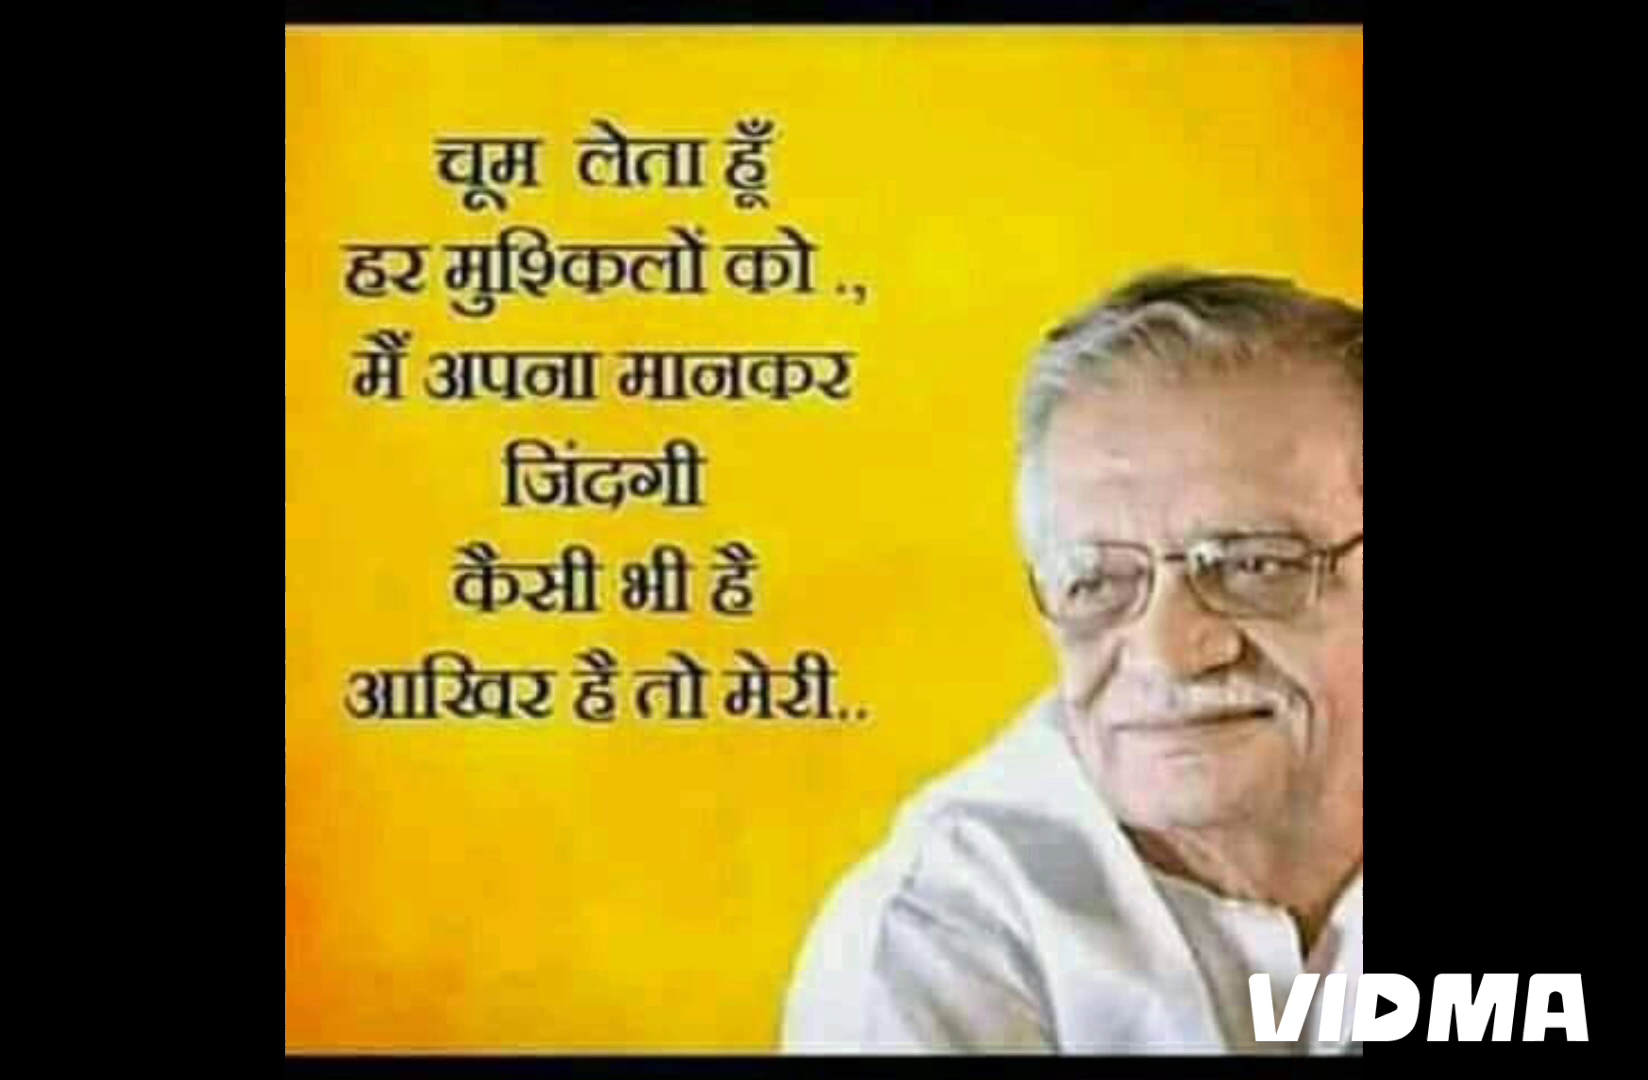 चूम लेता हूँ
हर मुश्किलों को .,
मैं अपना मानकर
जिंदगी
कैसी भी है
आखिर है तो मेरी..
VIDMA